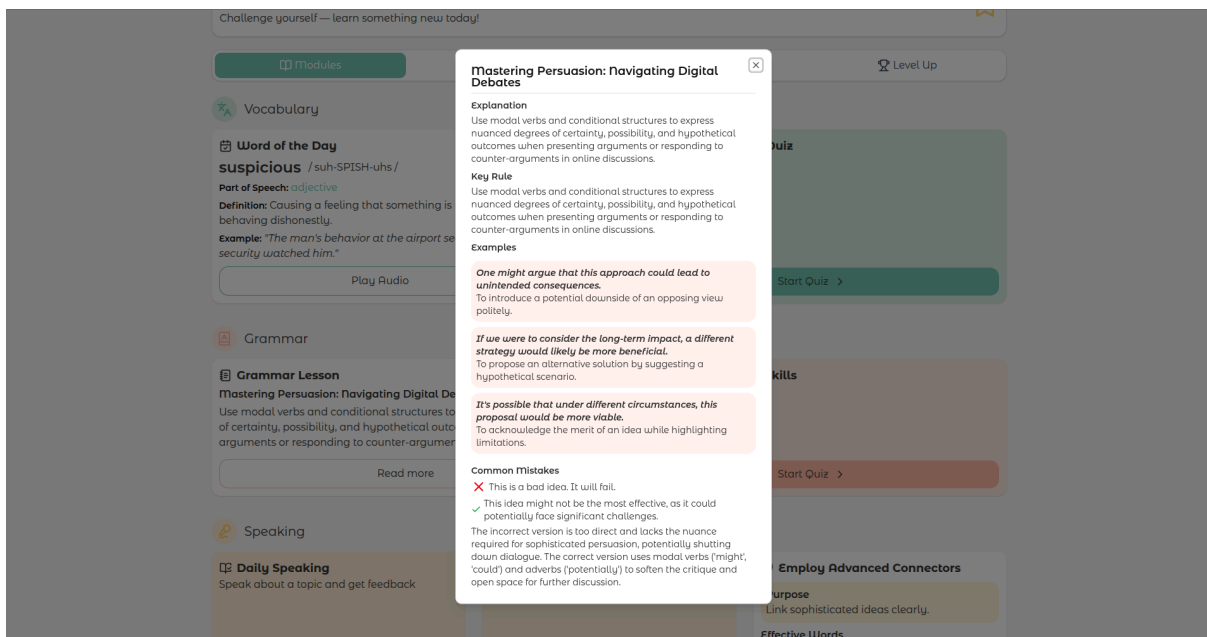 Challenge yourself — learn something new today!
Modules
Level Up
Vocabulary
Word of the Day
suspicious /suh-SPISH-uhs/
Part of Speech: adjective
Definition: Causing a feeling that something is
behaving dishonestly.
Example: "The man's behavior at the airport se
security watched him."
Play Audio
Quiz
Start Quiz
Grammar
Grammar Lesson
Mastering Persuasion: Navigating Digital De
Use modal verbs and conditional structures to
of certainty, possibility, and hypothetical outc
arguments or responding to counter-argumen
Read more
kills
Start Quiz
Speaking
Daily Speaking
Speak about a topic and get feedback
Employ Advanced Connectors
Purpose
Link sophisticated ideas clearly.
Effective Words
Mastering Persuasion: Navigating Digital
Debates
Explanation
Use modal verbs and conditional structures to express
nuanced degrees of certainty, possibility, and hypothetical
outcomes when presenting arguments or responding to
counter-arguments in online discussions.
Key Rule
Use modal verbs and conditional structures to express
nuanced degrees of certainty, possibility, and hypothetical
outcomes when presenting arguments or responding to
counter-arguments in online discussions.
Examples
One might argue that this approach could lead to
unintended consequences.
To introduce a potential downside of an opposing view
politely.
If we were to consider the long-term impact, a different
strategy would likely be more beneficial.
To propose an alternative solution by suggesting a
hypothetical scenario.
It's possible that under different circumstances, this
proposal would be more viable.
To acknowledge the merit of an idea while highlighting
limitations.
Common Mistakes
This is a bad idea. It will fail.
This idea might not be the most effective, as it could
potentially face significant challenges.
The incorrect version is too direct and lacks the nuance
required for sophisticated persuasion, potentially shutting
down dialogue. The correct version uses modal verbs ('might',
'could') and adverbs ('potentially') to soften the critique and
open space for further discussion.